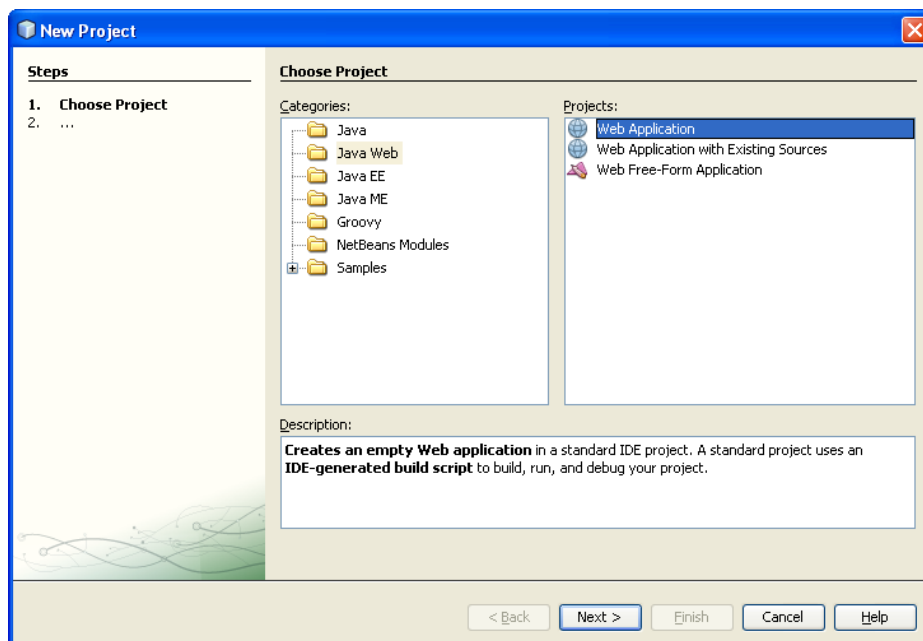 New Project
Steps
1. Choose Project
2. ...
Choose Project
Categories:
Java
Java Web
Java EE
Java ME
Groovy
NetBeans Modules
Samples
Projects:
Web Application
Web Application with Existing Sources
Web Free-Form Application
Description:
Creates an empty Web application in a standard IDE project. A standard project uses an
IDE-generated build script to build, run, and debug your project.
< Back
Next >
Finish
Cancel
Help